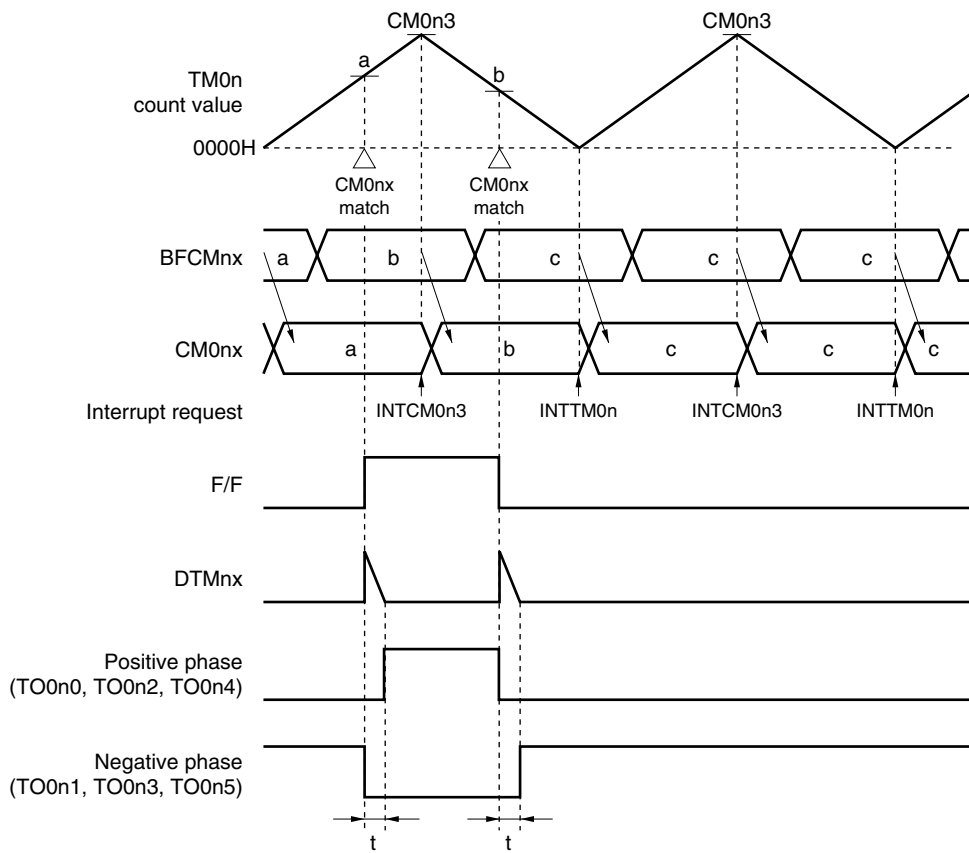 CM0n3 CM0n3
a
b
TM0n
count value
0000H
CM0nx
match
CM0nx
match
BFCMnx a b c c c
CM0nx a b c c c
Interrupt request INTCM0n3 INTTM0n INTCM0n3 INTTM0n
F/F
DTMnx
Positive phase
(TO0n0, TO0n2, TO0n4)
Negative phase
(TO0n1, TO0n3, TO0n5)
t t